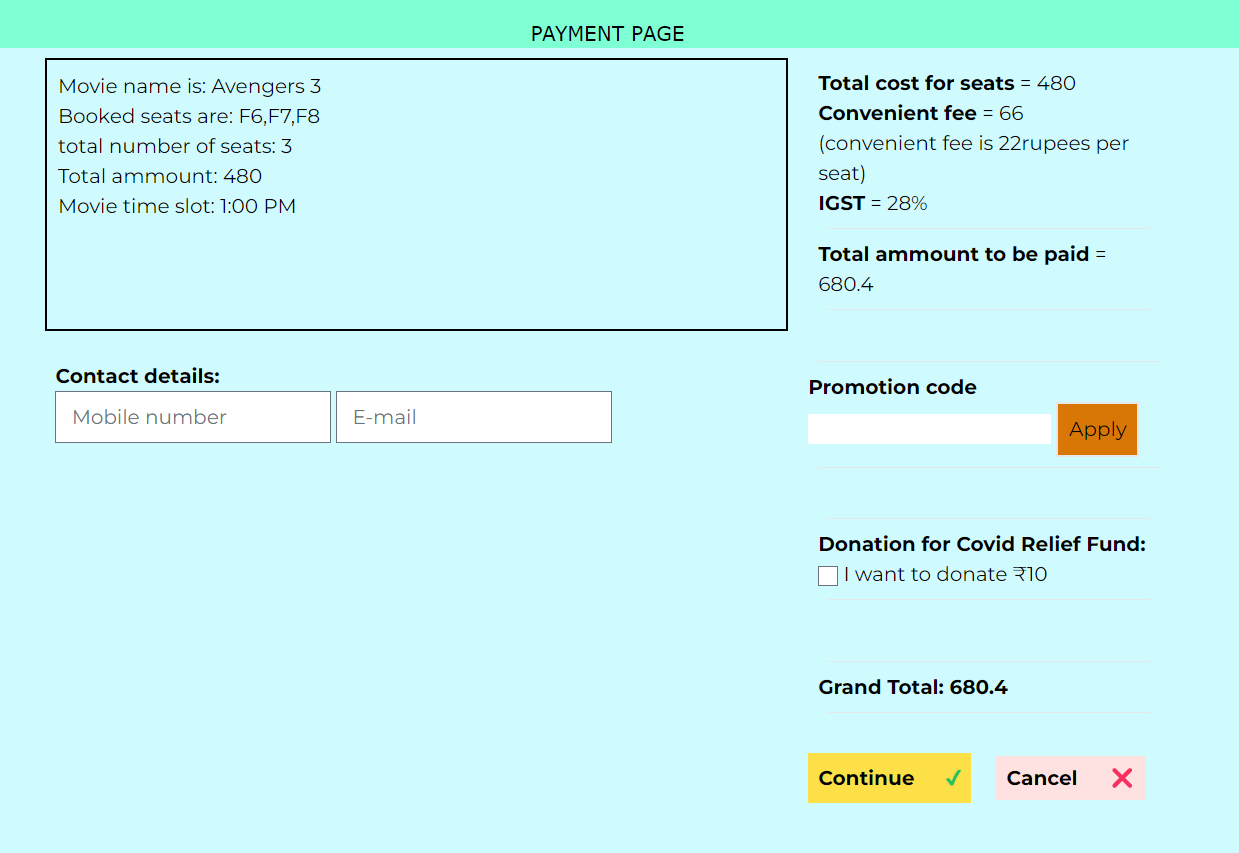 PAYMENT PAGE
Movie name is: Avengers 3
Booked seats are: F6,F7,F8
total number of seats: 3
Total ammount: 480
Movie time slot: 1:00 PM
Contact details:
Mobile number
E-mail
Total cost for seats = 480
Convenient fee = 66
(convenient fee is 22rupees per
seat)
IGST = 28%
Total ammount to be paid =
680.4
Promotion code
Apply
Donation for Covid Relief Fund:
I want to donate ₹10
Grand Total: 680.4
Continue
Cancel